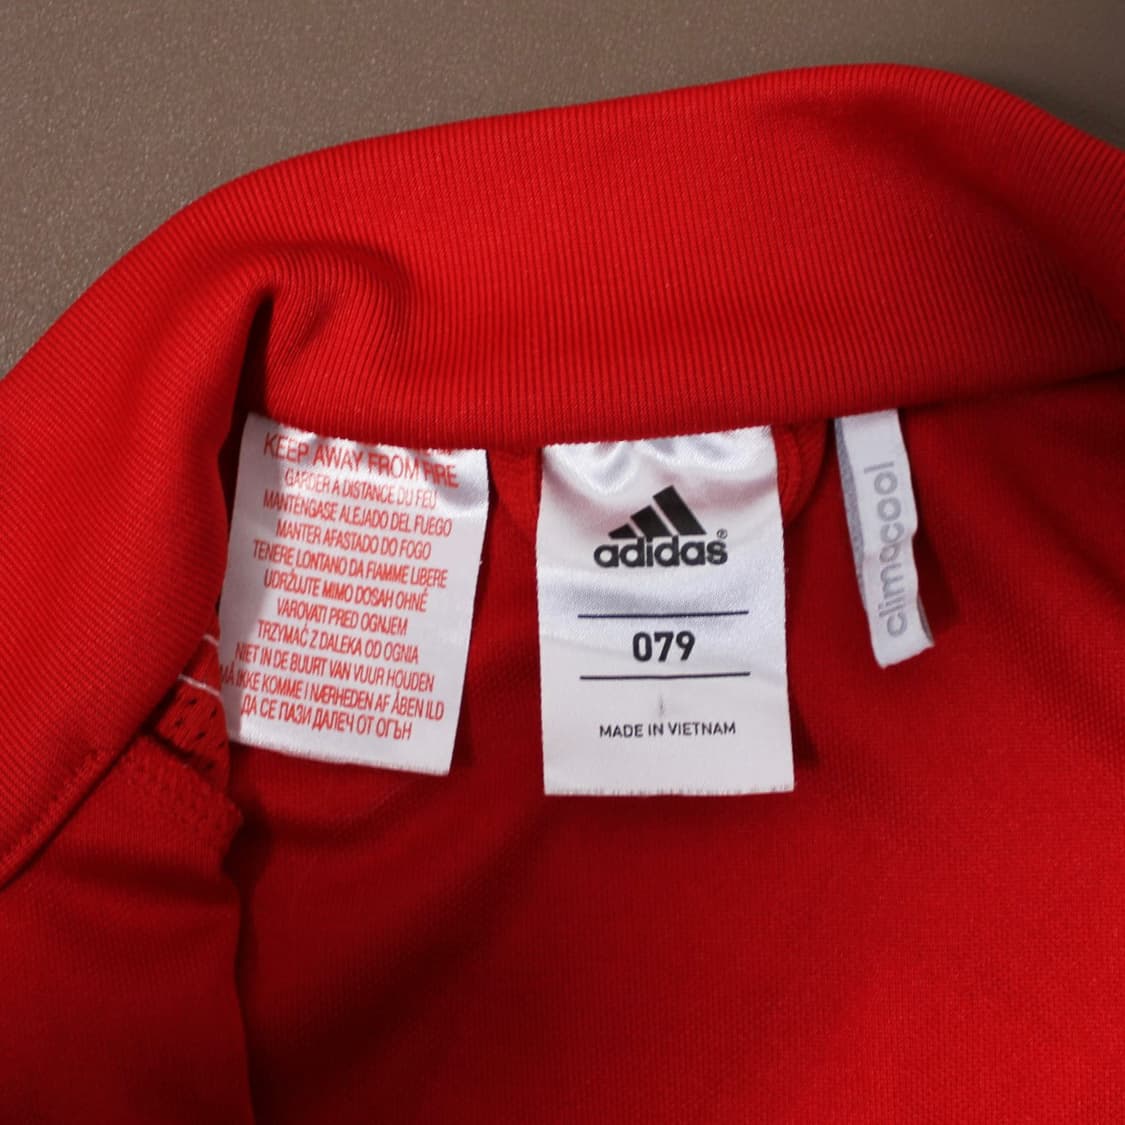 KEEP AWAY FROM FIRE
GARDER A DISTANCE DU FEU
MANTENGASE ALEJADO DEL FUEGO
MANTER AFASTADO DO FOGO
TENERE LONTANO DA FIAMME LIBERE
UDRŽUJTE MIMO DOSAH OHNĚ
VAROVATI PRED OGNJEM
TRZYMAĆ Z DALEKA OD OGNIA
NIET IN DE BUURT VAN VUUR HOUDEN
MÅ IKKE KOMME I NÆRHEDEN AF ÅBEN ILD
ДА СЕ ПАЗИ ДАЛЕЧ ОТ ОГЪН
adidas®
079
MADE IN VIETNAM
climacool